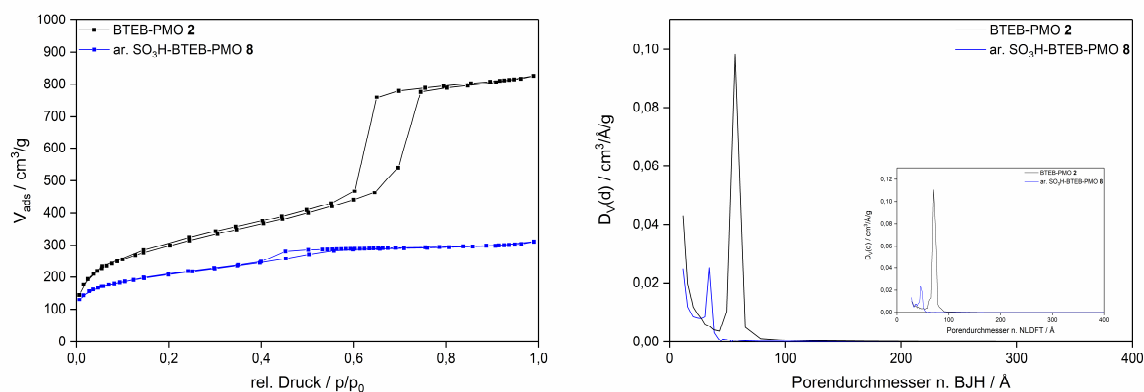 1000
900
800
700
600
500
400
300
200
100
0
V_ads / cm³/g
0,0 0,2 0,4 0,6 0,8 1,0
rel. Druck / p/p₀
BTEB-PMO 2
ar. SO₃H-BTEB-PMO 8
0,10
0,08
0,06
0,04
0,02
0,00
D_V(d) / cm³/Å/g
0 100 200 300 400
Porendurchmesser n. BJH / Å
BTEB-PMO 2
ar. SO₃H-BTEB-PMO 8
0,12
0,10
0,08
0,06
0,04
0,02
0,00
0 100 200 300 400
Porendurchmesser n. NLDFT / Å
BTEB-PMO 2
ar. SO₃H-BTEB-PMO 8